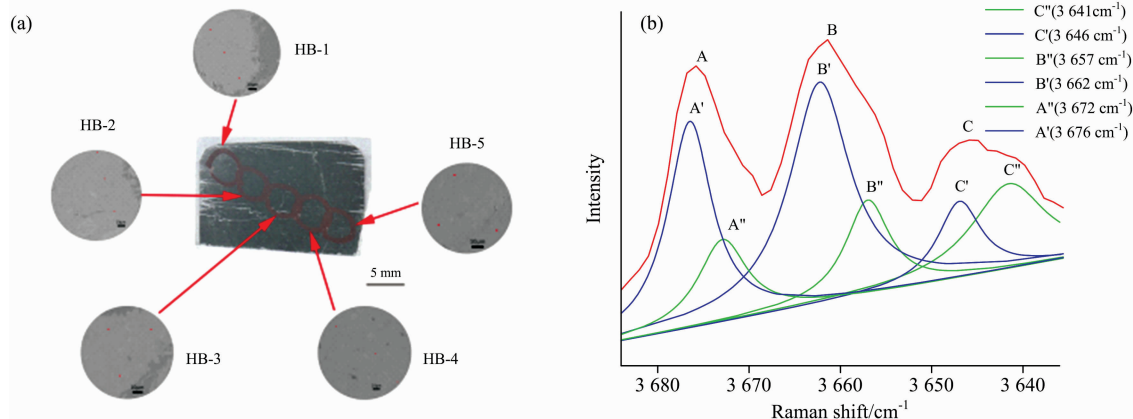 (a)
HB-1
HB-2
HB-5
HB-3
HB-4
5 mm
(b)
C"(3 641cm⁻¹)
C'(3 646 cm⁻¹)
B"(3 657 cm⁻¹)
B'(3 662 cm⁻¹)
A"(3 672 cm⁻¹)
A'(3 676 cm⁻¹)
A
B
C
A'
B'
A"
B"
C'
C"
Intensity
3 680
3 670
3 660
3 650
3 640
Raman shift/cm⁻¹